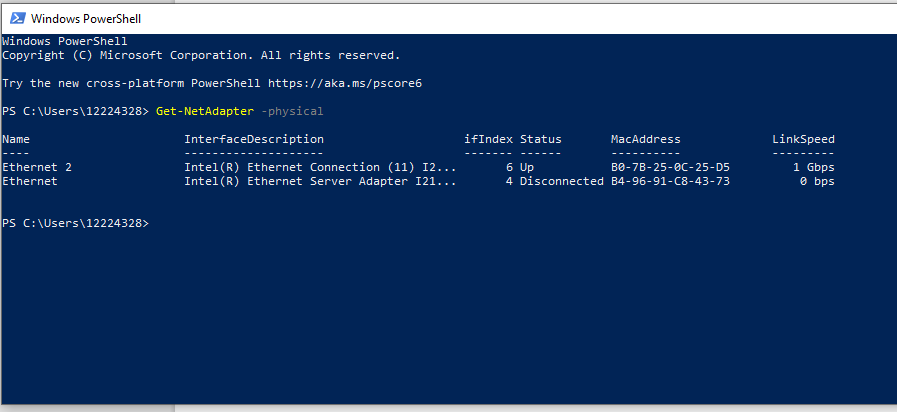 Windows PowerShell
Windows PowerShell
Copyright (C) Microsoft Corporation. All rights reserved.
Try the new cross-platform PowerShell https://aka.ms/pscore6
PS C:\Users\12224328> Get-NetAdapter -physical
Name                      InterfaceDescription                    ifIndex Status       MacAddress             LinkSpeed
----                      --------------------                    ------- ------       ----------             ---------
Ethernet 2                Intel(R) Ethernet Connection (11) I2...       6 Up           B0-7B-25-0C-25-D5         1 Gbps
Ethernet                  Intel(R) Ethernet Server Adapter I21...       4 Disconnected B4-96-91-C8-43-73          0 bps
PS C:\Users\12224328>